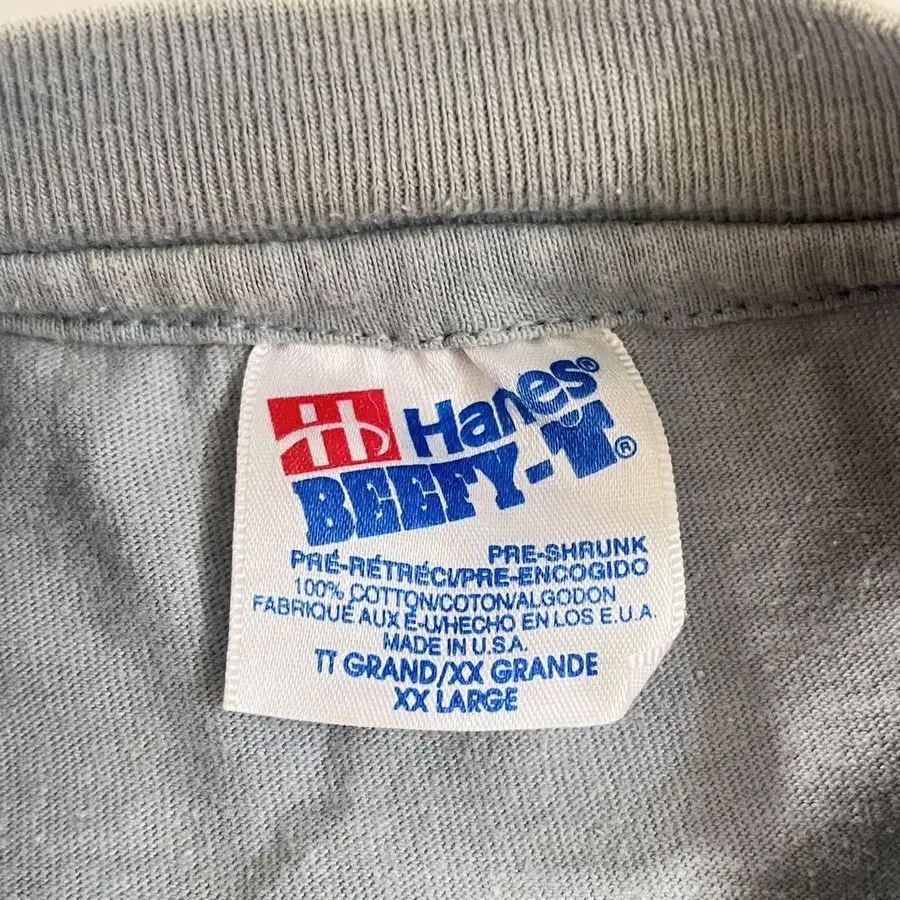 H Hanes®
BEEFY-T®
PRE-SHRUNK
PRÉ-RÉTRÉCI/PRE-ENCOGIDO
100% COTTON/COTON/ALGODON
FABRIQUÉ AUX É-U/HECHO EN LOS E.U.A.
MADE IN U.S.A.
TT GRAND/XX GRANDE
XX LARGE